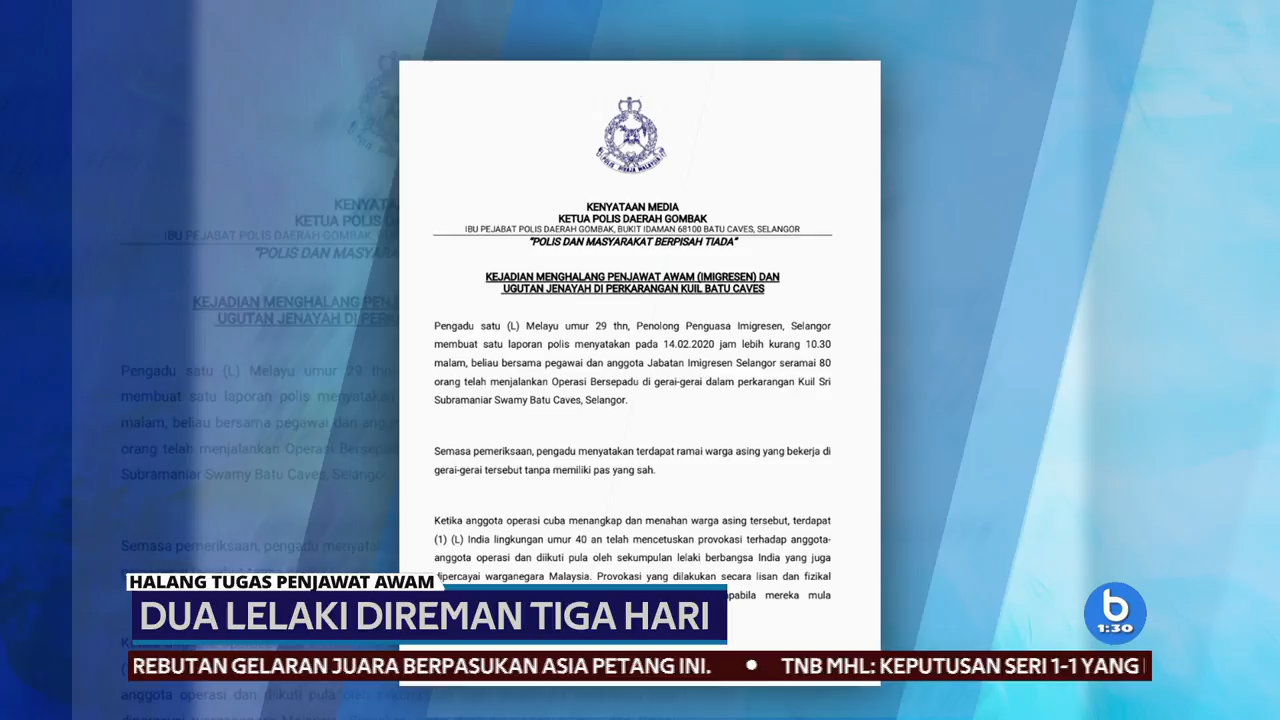 POLIS DIRAJA MALAYSIA
KENYATAAN MEDIA
KETUA POLIS DAERAH GOMBAK
IBU PEJABAT POLIS DAERAH GOMBAK, BUKIT IDAMAN 68100 BATU CAVES, SELANGOR
"POLIS DAN MASYARAKAT BERPISAH TIADA"
KEJADIAN MENGHALANG PENJAWAT AWAM (IMIGRESEN) DAN
UGUTAN JENAYAH DI PERKARANGAN KUIL BATU CAVES
Pengadu satu (L) Melayu umur 29 thn, Penolong Penguasa Imigresen, Selangor
membuat satu laporan polis menyatakan pada 14.02.2020 jam lebih kurang 10.30
malam, beliau bersama pegawai dan anggota Jabatan Imigresen Selangor seramai 80
orang telah menjalankan Operasi Bersepadu di gerai-gerai dalam perkarangan Kuil Sri
Subramaniar Swamy Batu Caves, Selangor.
Semasa pemeriksaan, pengadu menyatakan terdapat ramai warga asing yang bekerja di
gerai-gerai tersebut tanpa memiliki pas yang sah.
Ketika anggota operasi cuba menangkap dan menahan warga asing tersebut, terdapat
(1) (L) India lingkungan umur 40 an telah mencetuskan provokasi terhadap anggota-
anggota operasi dan diikuti pula oleh sekumpulan lelaki berbangsa India yang juga
dipercayai warganegara Malaysia. Provokasi yang dilakukan secara lisan dan fizikal
apabila mereka mula
HALANG TUGAS PENJAWAT AWAM
DUA LELAKI DIREMAN TIGA HARI
b
1:30
REBUTAN GELARAN JUARA BERPASUKAN ASIA PETANG INI. • TNB MHL: KEPUTUSAN SERI 1-1 YANG